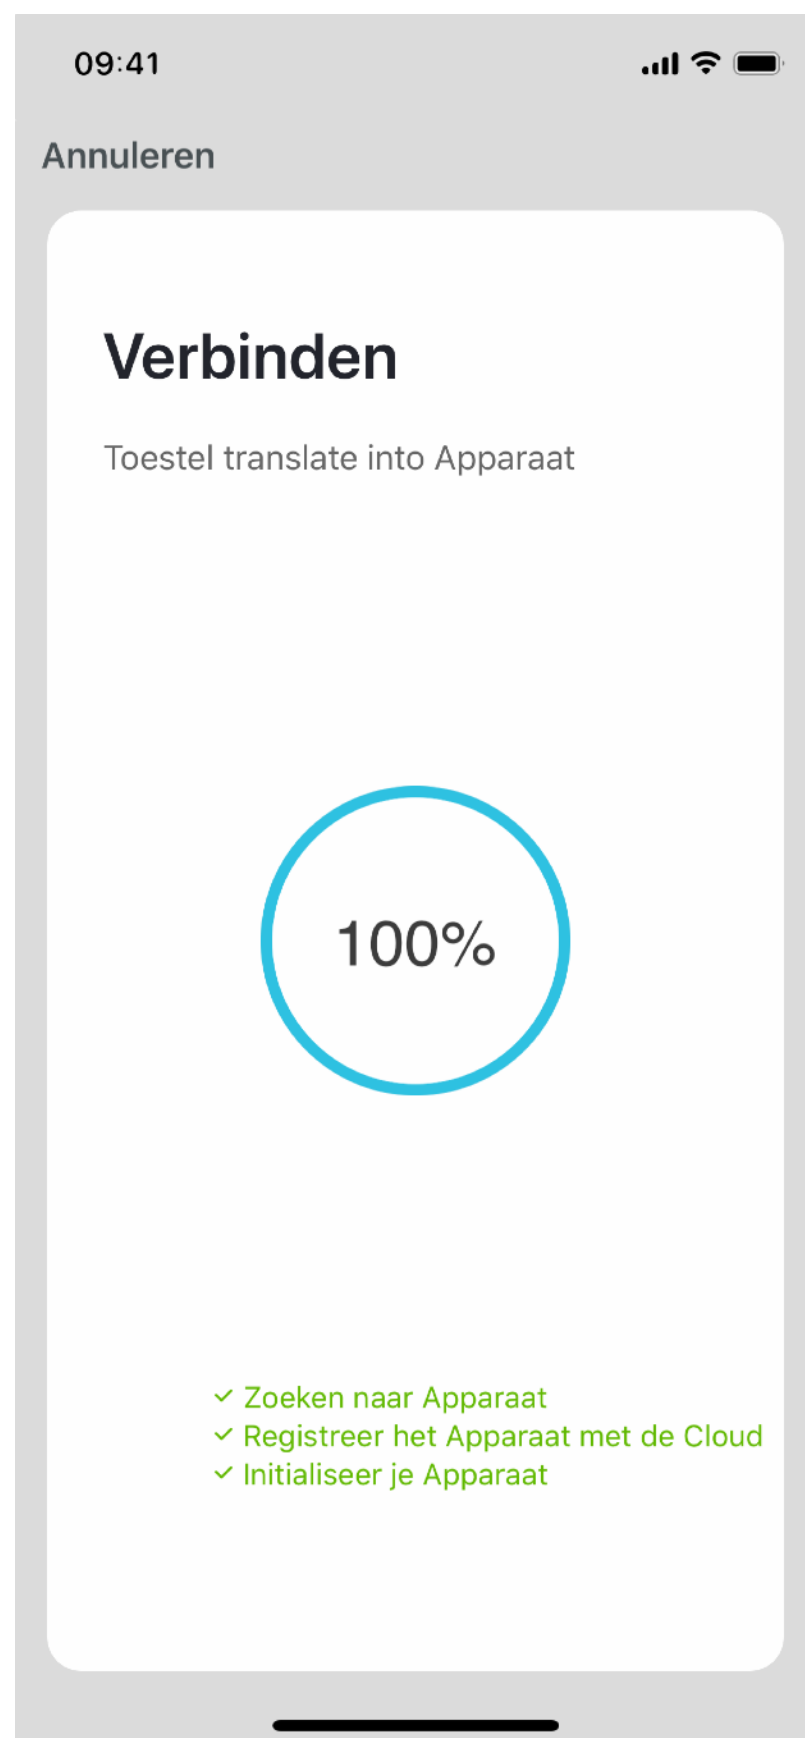 09:41
Annuleren
Verbinden
Toestel translate into Apparaat
100%
✓ Zoeken naar Apparaat
✓ Registreer het Apparaat met de Cloud
✓ Initialiseer je Apparaat